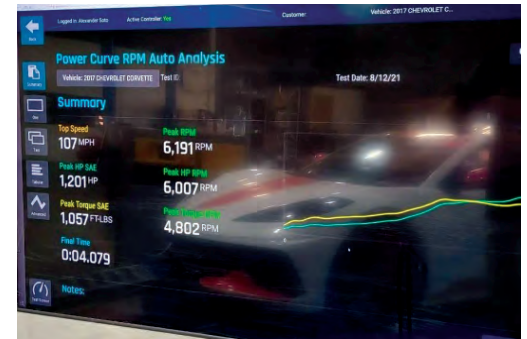 Logged in: Alexander Soto
Active Controller: Yes
Customer:
Vehicle: 2017 CHEVROLET C...
Back
Power Curve RPM Auto Analysis
Vehicle: 2017 CHEVROLET CORVETTE
Test ID:
Test Date: 8/12/21
Summary
Top Speed
107 MPH
Peak RPM
6,191 RPM
Peak HP SAE
1,201 HP
Peak HP RPM
6,007 RPM
Peak Torque SAE
1,057 FT-LBS
Peak Torque RPM
4,802 RPM
Final Time
0:04.079
Notes:
Advanced